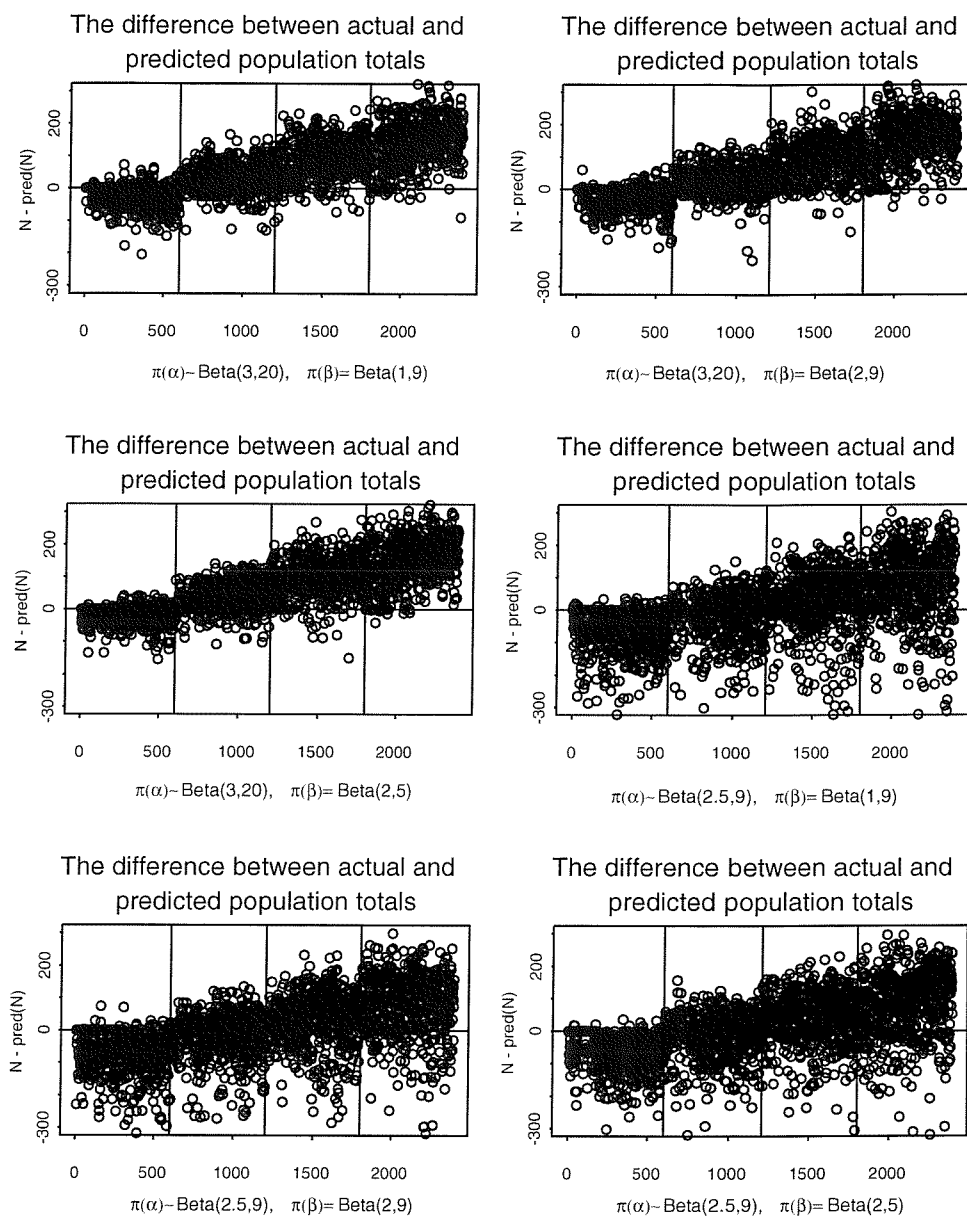 The difference between actual and
predicted population totals
N - pred(N)
200
0
-300
0 500 1000 1500 2000
π(α)~Beta(3,20), π(β)= Beta(1,9)
The difference between actual and
predicted population totals
N - pred(N)
200
0
-300
0 500 1000 1500 2000
π(α)~Beta(3,20), π(β)= Beta(2,9)
The difference between actual and
predicted population totals
N - pred(N)
200
0
-300
0 500 1000 1500 2000
π(α)~Beta(3,20), π(β)= Beta(2,5)
The difference between actual and
predicted population totals
N - pred(N)
200
0
-300
0 500 1000 1500 2000
π(α)~Beta(2.5,9), π(β)= Beta(1,9)
The difference between actual and
predicted population totals
N - pred(N)
200
0
-300
0 500 1000 1500 2000
π(α)~Beta(2.5,9), π(β)= Beta(2,9)
The difference between actual and
predicted population totals
N - pred(N)
200
0
-300
0 500 1000 1500 2000
π(α)~Beta(2.5,9), π(β)= Beta(2,5)